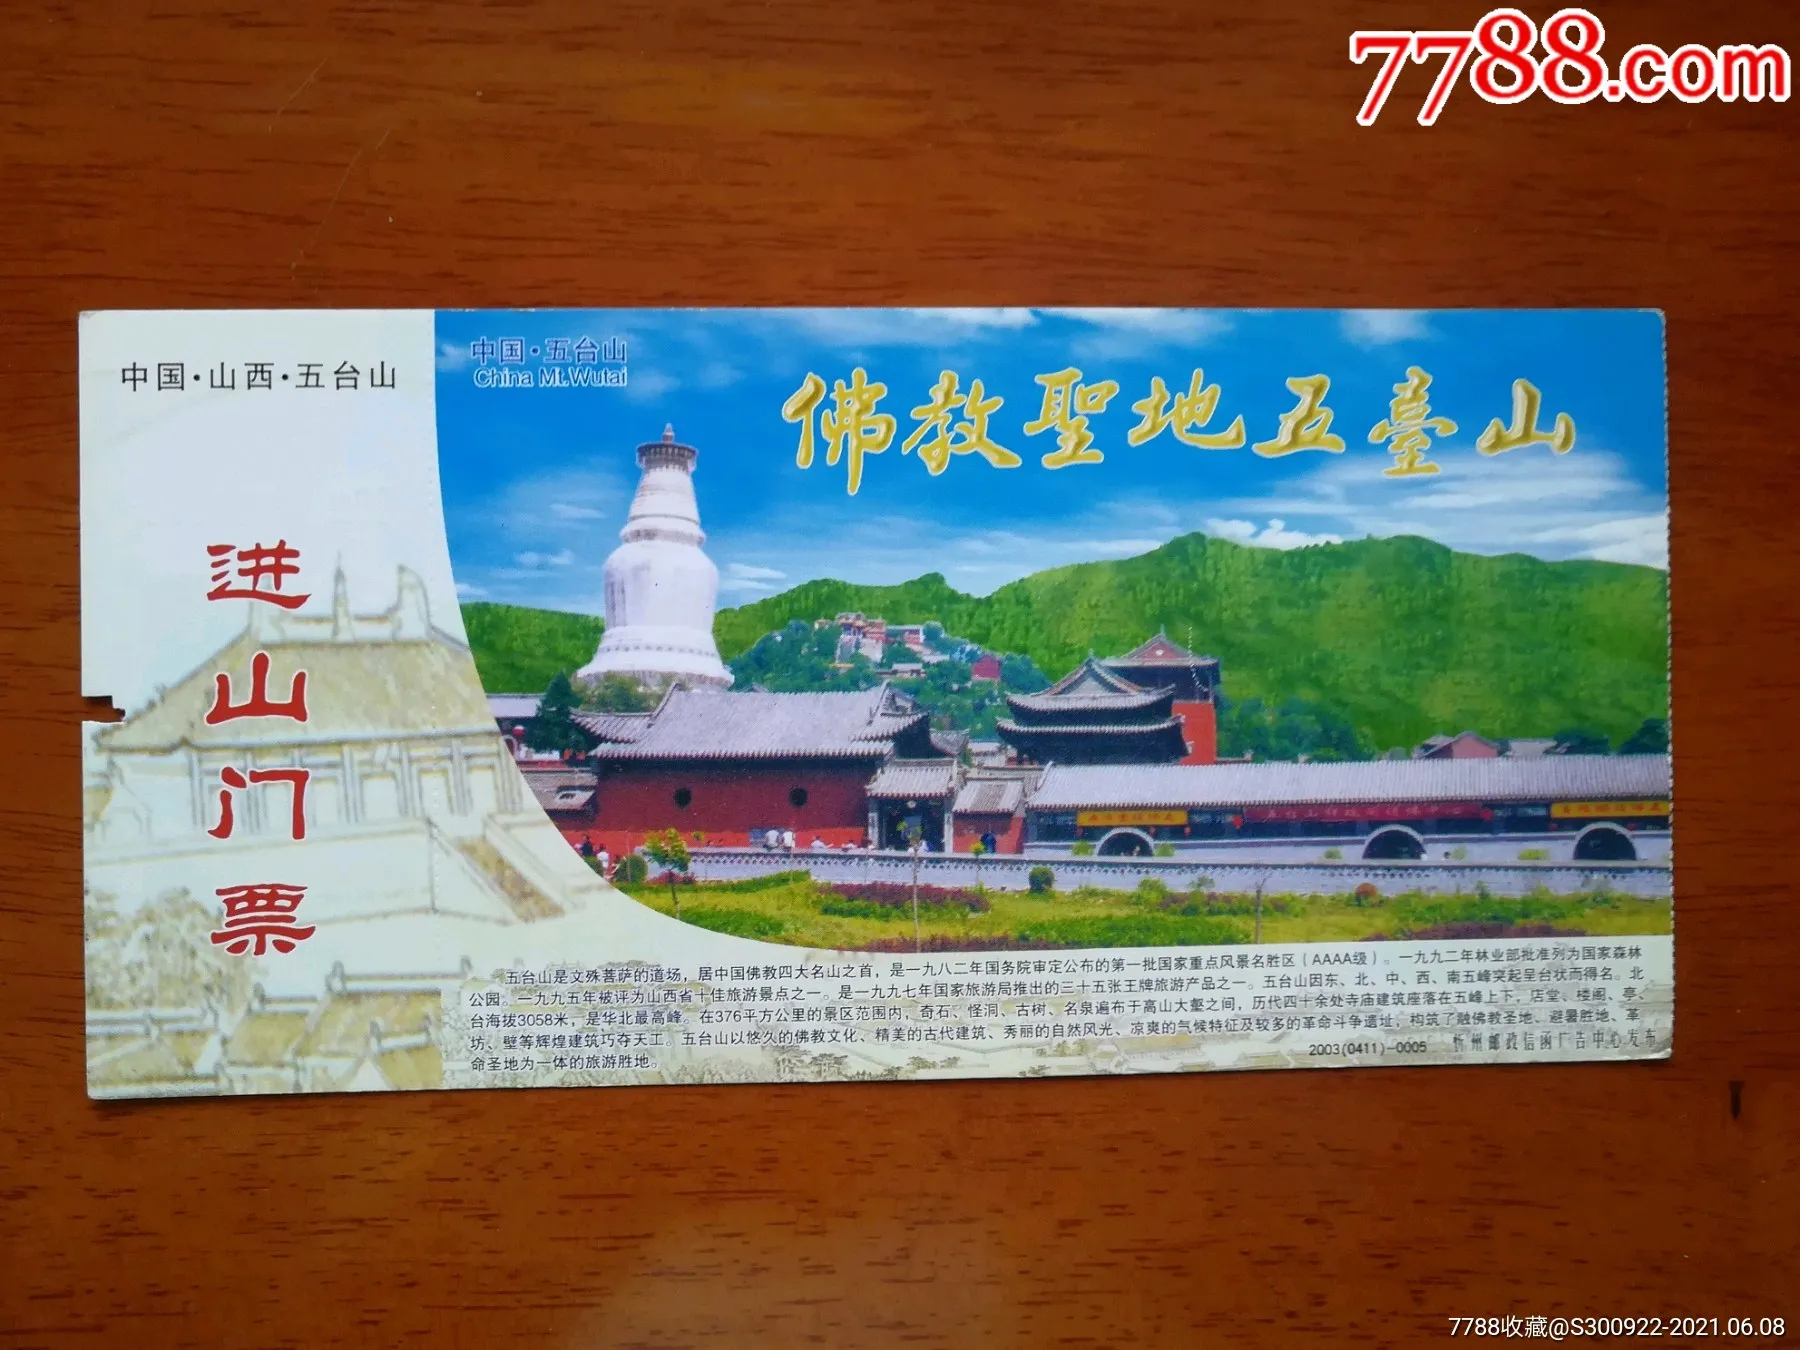 7788.com
中国·山西·五台山
进山门票
中国·五台山
China Mt.Wutai
佛教聖地五臺山
五台山是文殊菩萨的道场，居中国佛教四大名山之首，是一九八二年国务院审定公布的第一批国家重点风景名胜区（AAAA级）。一九九二年林业部批准列为国家森林
公园。一九九五年被评为山西省十佳旅游景点之一。是一九九七年国家旅游局推出的三十五张王牌旅游产品之一。五台山因东、北、中、西、南五峰突起呈台状而得名。北
台海拔3058米，是华北最高峰。在376平方公里的景区范围内，奇石、怪洞、古树、名泉遍布于高山大壑之间，历代四十余处寺庙建筑座落在五峰上下，店堂、楼阁、亭、
坊、壁等辉煌建筑巧夺天工。五台山以悠久的佛教文化、精美的古代建筑、秀丽的自然风光、凉爽的气候特征及较多的革命斗争遗址，构筑了融佛教圣地、避暑胜地、革
命圣地为一体的旅游胜地。
2003(0411)-0005 忻州邮政信函广告中心发布
7788收藏@S300922-2021.06.08